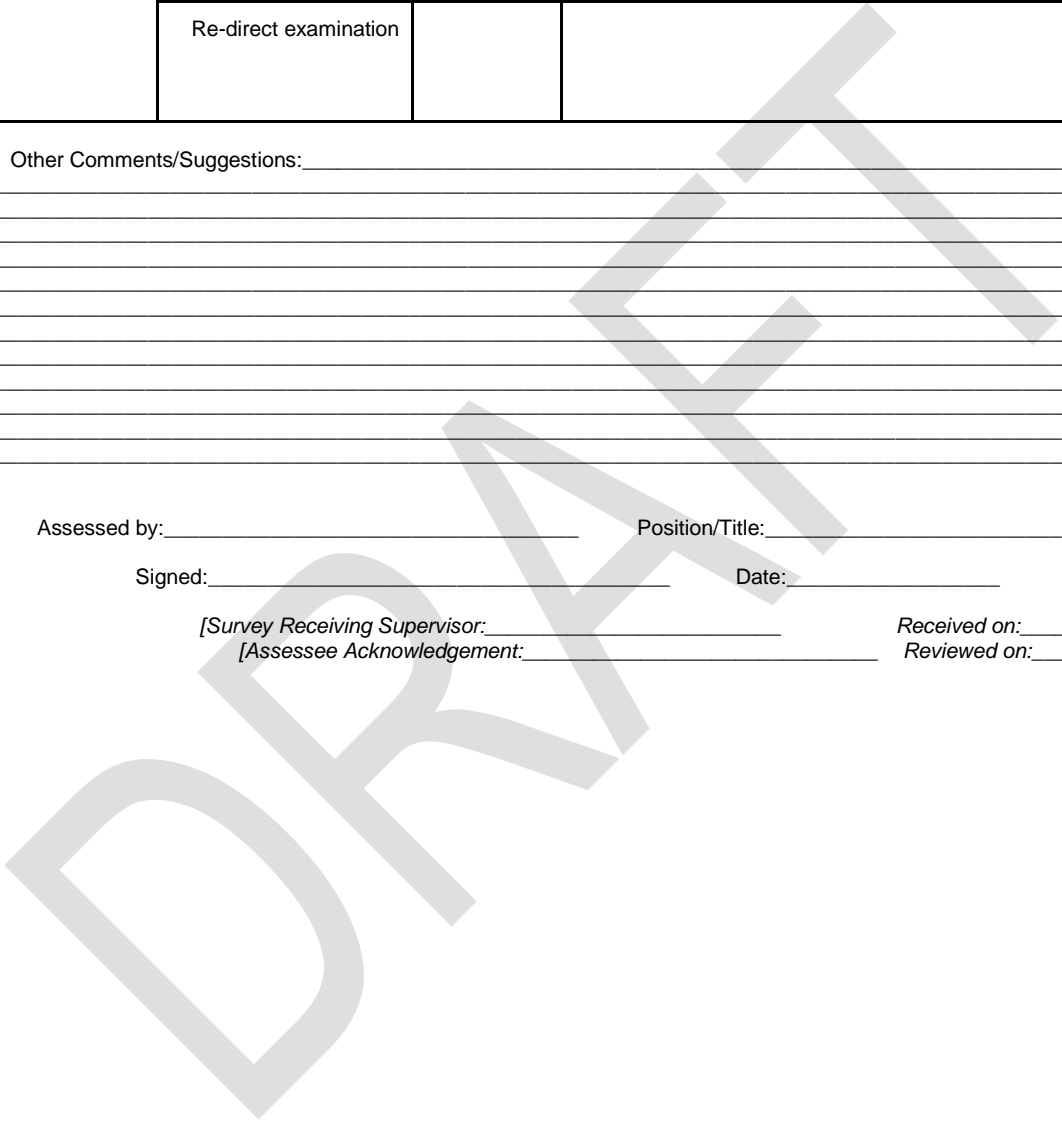 Re-direct examination
Other Comments/Suggestions:
Assessed by: Position/Title:
Signed: Date:
[Survey Receiving Supervisor: Received on:
[Assessee Acknowledgement: Reviewed on:
DRAFT